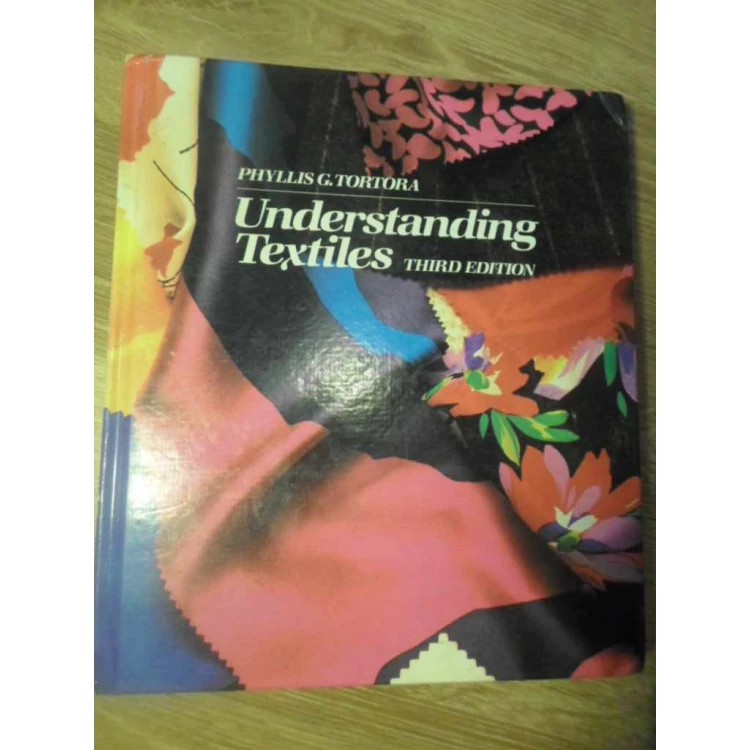 PHYLLIS G. TORTORA
Understanding
Textiles THIRD EDITION